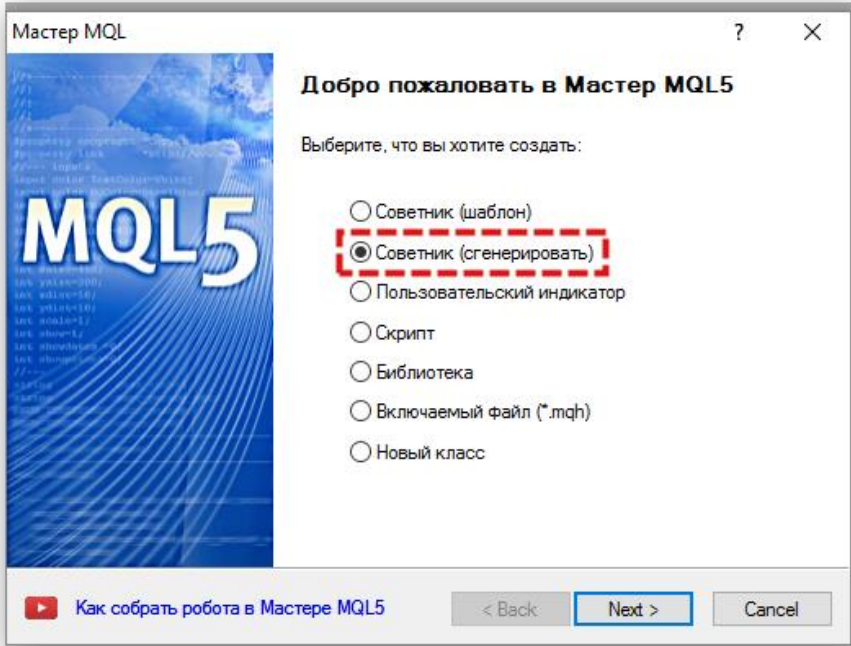 Мастер MQL
?
Добро пожаловать в Мастер MQL5
Выберите, что вы хотите создать:
MQL5
Советник (шаблон)
Советник (сгенерировать)
Пользовательский индикатор
Скрипт
Библиотека
Включаемый файл (*.mqh)
Новый класс
Как собрать робота в Мастере MQL5
< Back
Next >
Cancel